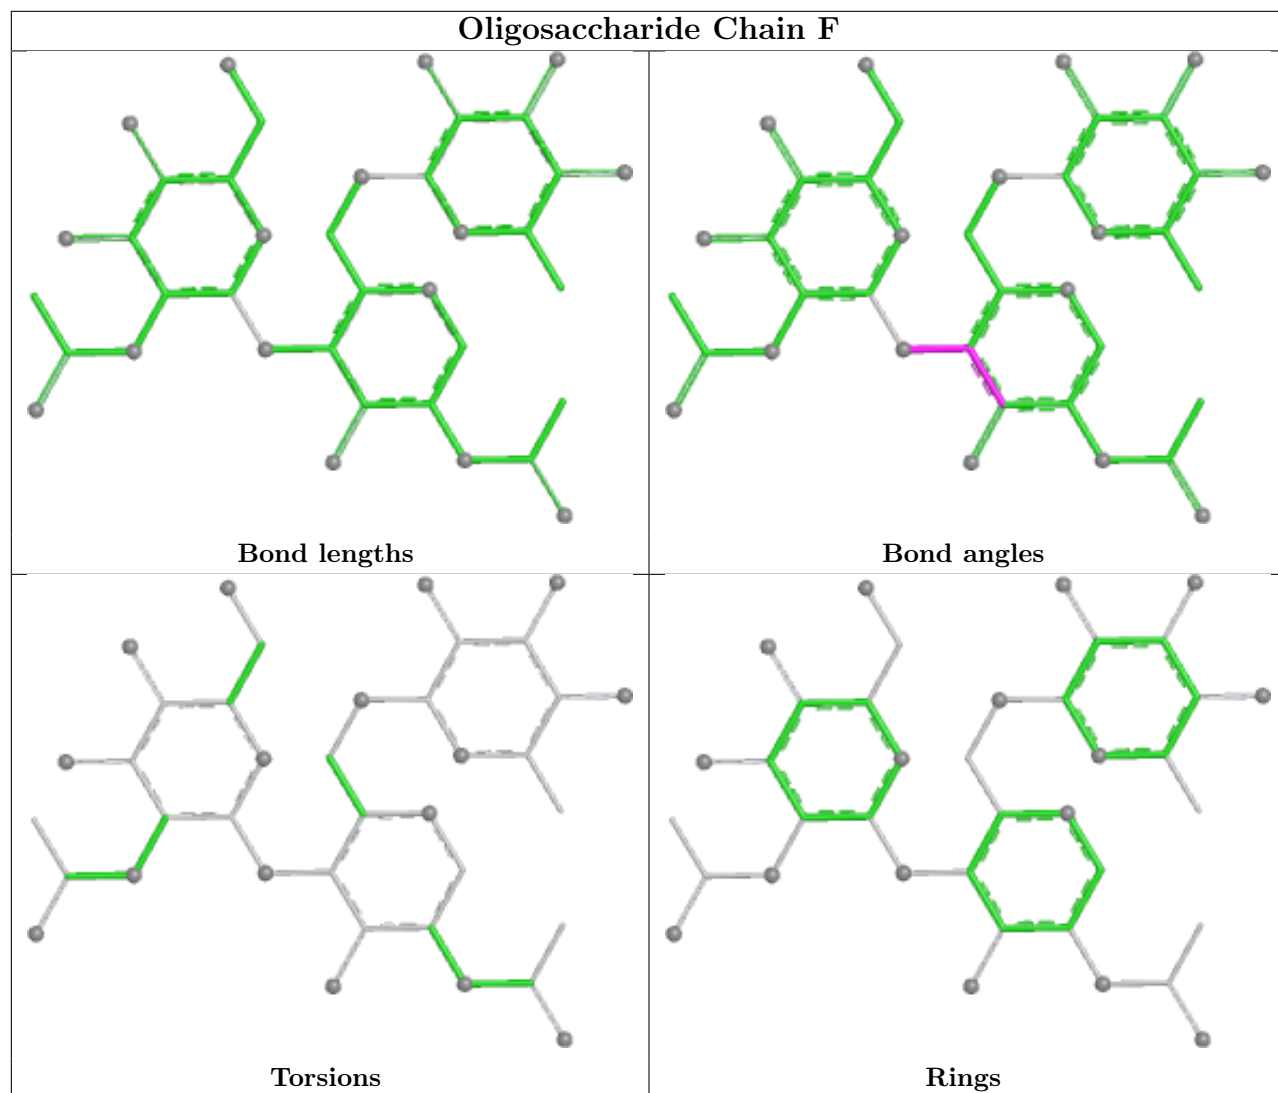 Oligosaccharide Chain F
Bond lengths
Bond angles
Torsions
Rings